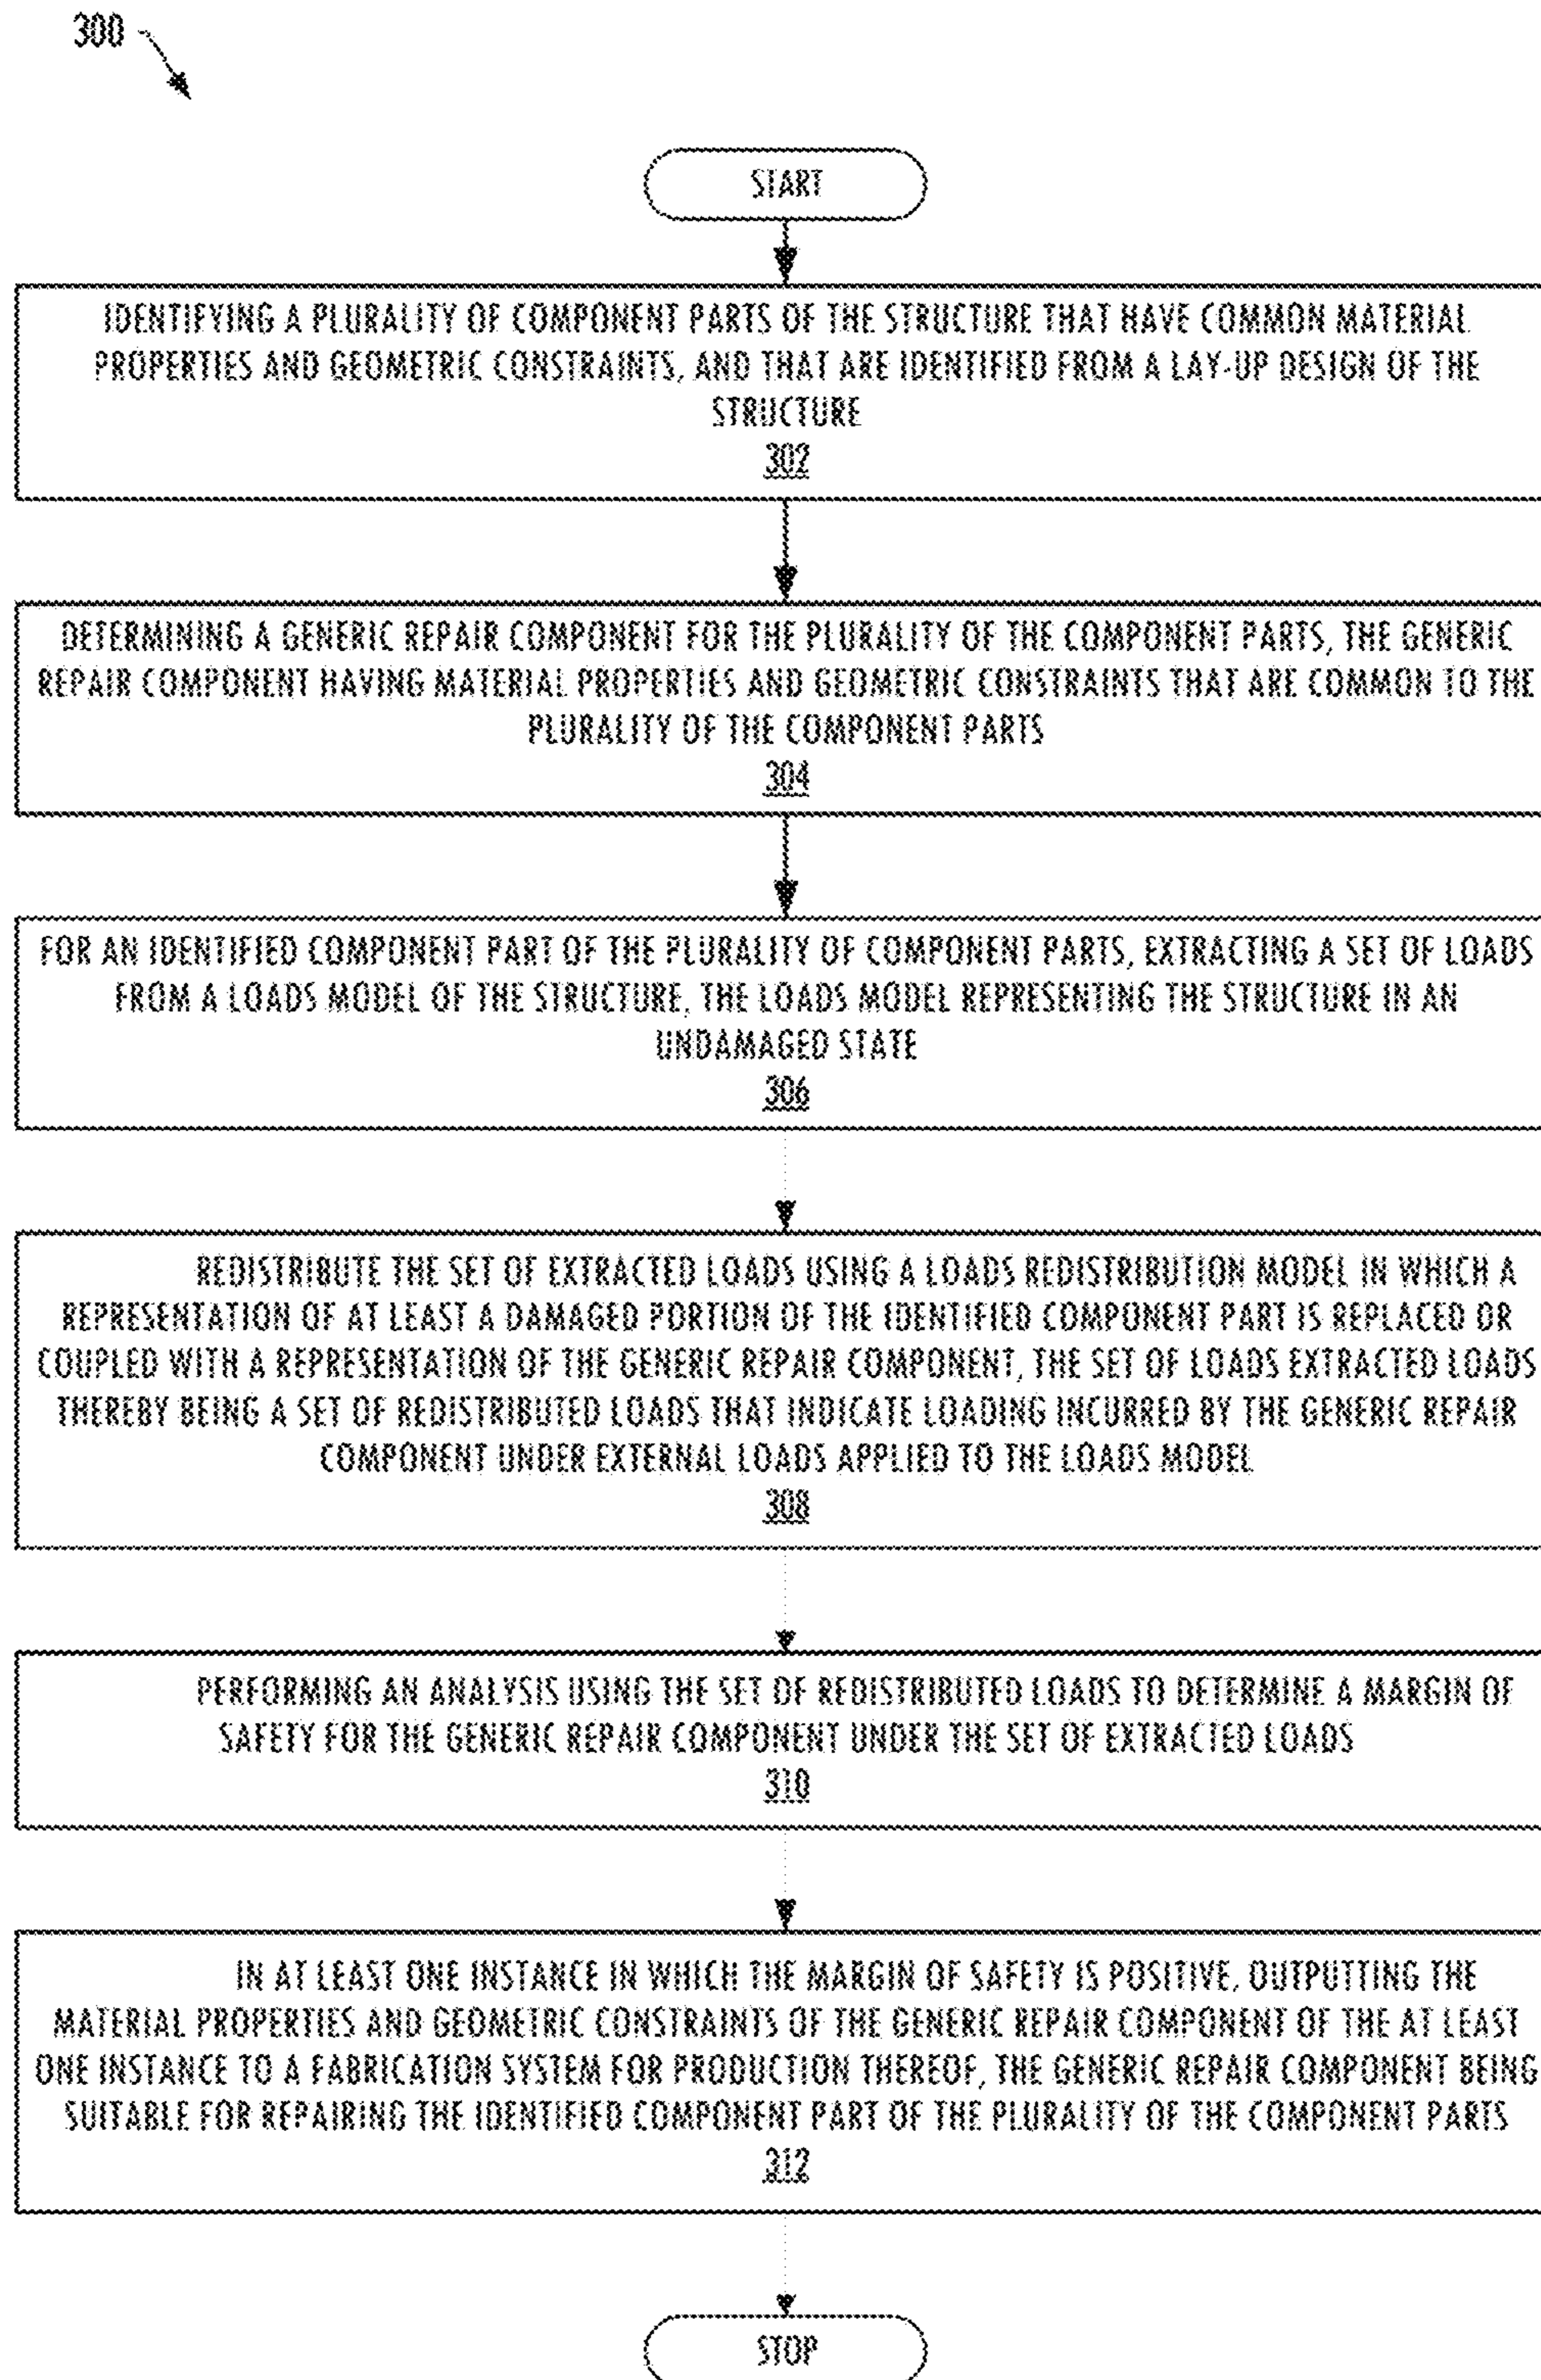 300
START
IDENTIFYING A PLURALITY OF COMPONENT PARTS OF THE STRUCTURE THAT HAVE COMMON MATERIAL
PROPERTIES AND GEOMETRIC CONSTRAINTS, AND THAT ARE IDENTIFIED FROM A LAY-UP DESIGN OF THE
STRUCTURE
302
DETERMINING A GENERIC REPAIR COMPONENT FOR THE PLURALITY OF THE COMPONENT PARTS, THE GENERIC
REPAIR COMPONENT HAVING MATERIAL PROPERTIES AND GEOMETRIC CONSTRAINTS THAT ARE COMMON TO THE
PLURALITY OF THE COMPONENT PARTS
304
FOR AN IDENTIFIED COMPONENT PART OF THE PLURALITY OF COMPONENT PARTS, EXTRACTING A SET OF LOADS
FROM A LOADS MODEL OF THE STRUCTURE, THE LOADS MODEL REPRESENTING THE STRUCTURE IN AN
UNDAMAGED STATE
306
REDISTRIBUTE THE SET OF EXTRACTED LOADS USING A LOADS REDISTRIBUTION MODEL IN WHICH A
REPRESENTATION OF AT LEAST A DAMAGED PORTION OF THE IDENTIFIED COMPONENT PART IS REPLACED OR
COUPLED WITH A REPRESENTATION OF THE GENERIC REPAIR COMPONENT, THE SET OF LOADS EXTRACTED LOADS
THEREBY BEING A SET OF REDISTRIBUTED LOADS THAT INDICATE LOADING INCURRED BY THE GENERIC REPAIR
COMPONENT UNDER EXTERNAL LOADS APPLIED TO THE LOADS MODEL
308
PERFORMING AN ANALYSIS USING THE SET OF REDISTRIBUTED LOADS TO DETERMINE A MARGIN OF
SAFETY FOR THE GENERIC REPAIR COMPONENT UNDER THE SET OF EXTRACTED LOADS
310
IN AT LEAST ONE INSTANCE IN WHICH THE MARGIN OF SAFETY IS POSITIVE, OUTPUTTING THE
MATERIAL PROPERTIES AND GEOMETRIC CONSTRAINTS OF THE GENERIC REPAIR COMPONENT OF THE AT LEAST
ONE INSTANCE TO A FABRICATION SYSTEM FOR PRODUCTION THEREOF, THE GENERIC REPAIR COMPONENT BEING
SUITABLE FOR REPAIRING THE IDENTIFIED COMPONENT PART OF THE PLURALITY OF THE COMPONENT PARTS
312
STOP